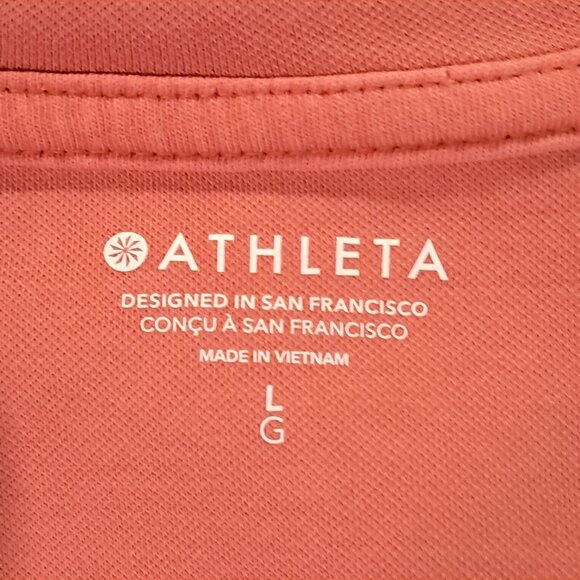 ATHLETA
DESIGNED IN SAN FRANCISCO
CONÇU À SAN FRANCISCO
MADE IN VIETNAM
L
G